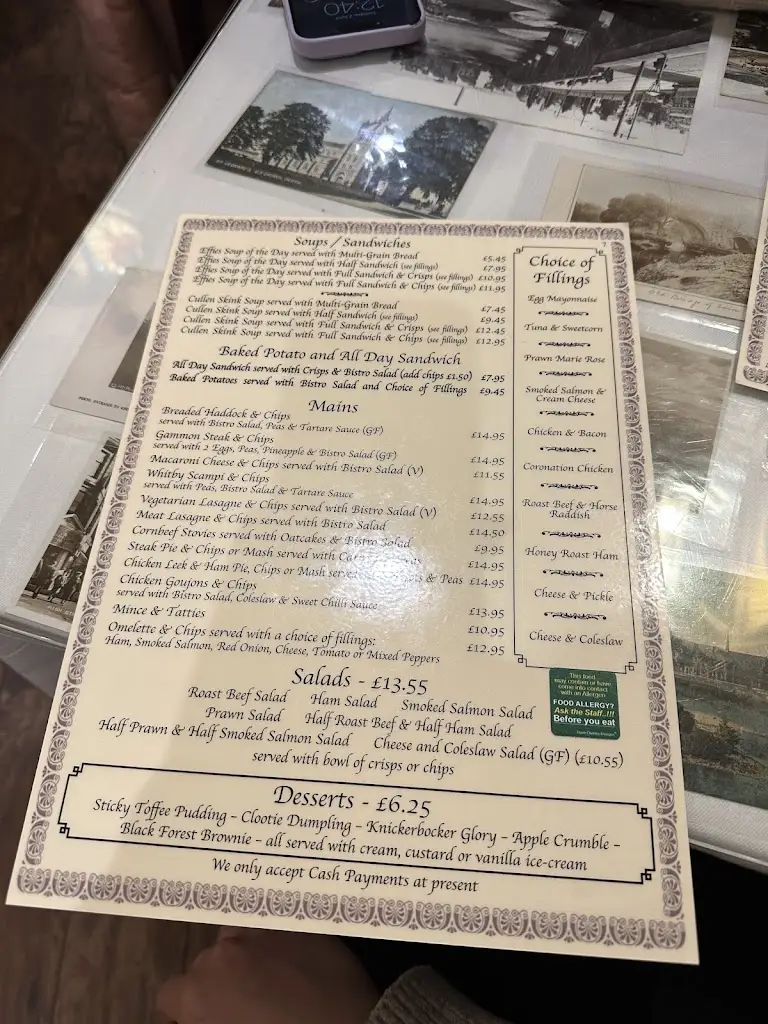 12:40
Soups / Sandwiches
Effies Soup of the Day served with Multi-Grain Bread £5.45
Effies Soup of the Day served with Half Sandwich (see fillings) £7.95
Effies Soup of the Day served with Full Sandwich & Crisps (see fillings) £10.95
Effies Soup of the Day served with Full Sandwich & Chips (see fillings) £11.95
Cullen Skink Soup served with Multi-Grain Bread £7.45
Cullen Skink Soup served with Half Sandwich (see fillings) £9.45
Cullen Skink Soup served with Full Sandwich & Crisps (see fillings) £12.45
Cullen Skink Soup served with Full Sandwich & Chips (see fillings) £12.95
Baked Potato and All Day Sandwich
All Day Sandwich served with Crisps & Bistro Salad (add chips £1.50) £7.95
Baked Potatoes served with Bistro Salad and Choice of Fillings £9.45
Mains
Breaded Haddock & Chips £14.95
served with Bistro Salad, Peas & Tartare Sauce (GF)
Gammon Steak & Chips £14.95
served with 2 Eggs, Peas, Pineapple & Bistro Salad (GF)
Macaroni Cheese & Chips served with Bistro Salad (V) £11.55
Whitby Scampi & Chips £14.95
served with Peas, Bistro Salad & Tartare Sauce
Vegetarian Lasagne & Chips served with Bistro Salad (V) £12.55
Meat Lasagne & Chips served with Bistro Salad £14.50
Cornbeef Stovies served with Oatcakes & Bistro Salad £9.95
Steak Pie & Chips or Mash served with £14.95
Chicken Leek & Ham Pie, Chips or Mash & Peas £14.95
Chicken Goujons & Chips £13.95
served with Bistro Salad, Coleslaw & Sweet Chilli Sauce
Mince & Tatties £10.95
Omelette & Chips served with a choice of fillings: £12.95
Ham, Smoked Salmon, Red Onion, Cheese, Tomato or Mixed Peppers
Choice of
Fillings
Egg Mayonnaise
Tuna & Sweetcorn
Prawn Marie Rose
Smoked Salmon &
Cream Cheese
Chicken & Bacon
Coronation Chicken
Roast Beef & Horse
Raddish
Honey Roast Ham
Cheese & Pickle
Cheese & Coleslaw
This food
may contain or have
come into contact
with an Allergen
FOOD ALLERGY?
Ask the Staff..!!!
Before you eat
Salads - £13.55
Roast Beef Salad Ham Salad Smoked Salmon Salad
Prawn Salad Half Roast Beef & Half Ham Salad
Half Prawn & Half Smoked Salmon Salad Cheese and Coleslaw Salad (GF) (£10.55)
served with bowl of crisps or chips
Desserts - £6.25
Sticky Toffee Pudding – Clootie Dumpling – Knickerbocker Glory – Apple Crumble –
Black Forest Brownie – all served with cream, custard or vanilla ice-cream
We only accept Cash Payments at present